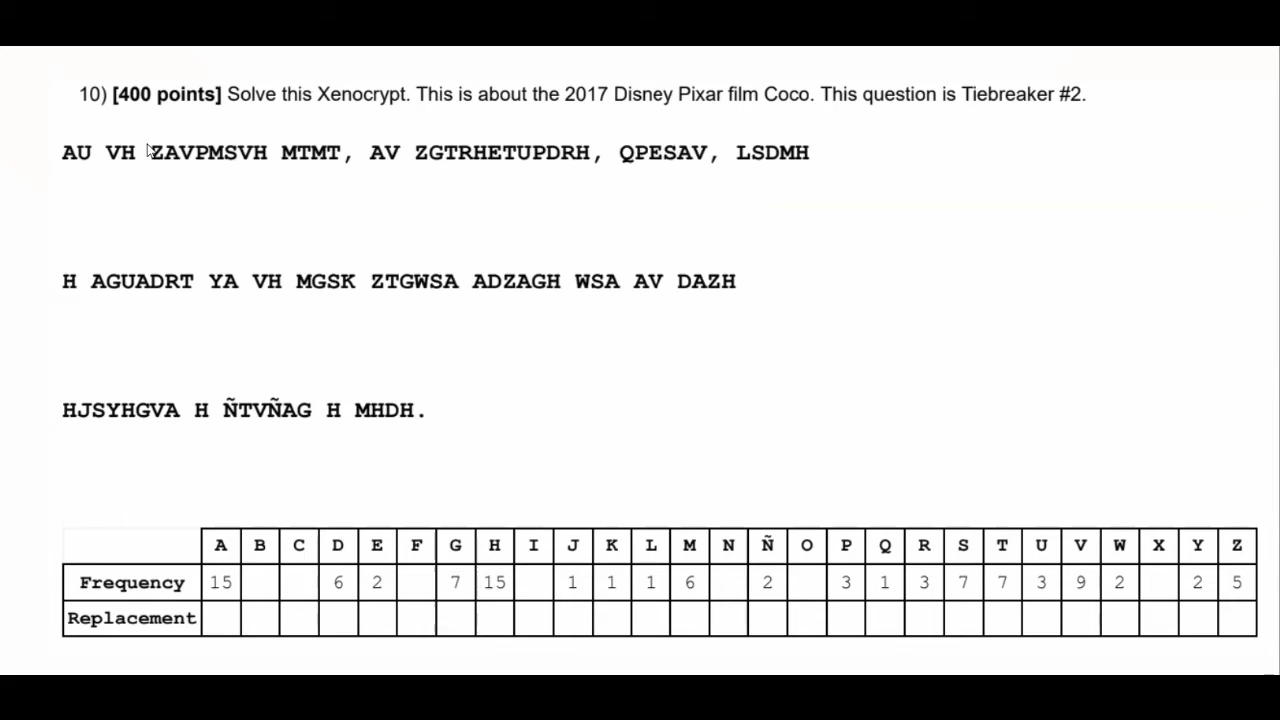 10) [400 points] Solve this Xenocrypt. This is about the 2017 Disney Pixar film Coco. This question is Tiebreaker #2.
AU VH ZAVPMSVH MTMT, AV ZGTRHETUPDRH, QPESAV, LSDMH
H AGUADRT YA VH MGSK ZTGWSA ADZAGH WSA AV DAZH
HJSYHGVA H ÑTVÑAG H MHDH.
A B C D E F G H I J K L M N Ñ O P Q R S T U V W X Y Z
Frequency 15 6 2 7 15 1 1 1 6 2 3 1 3 7 7 3 9 2 2 5
Replacement